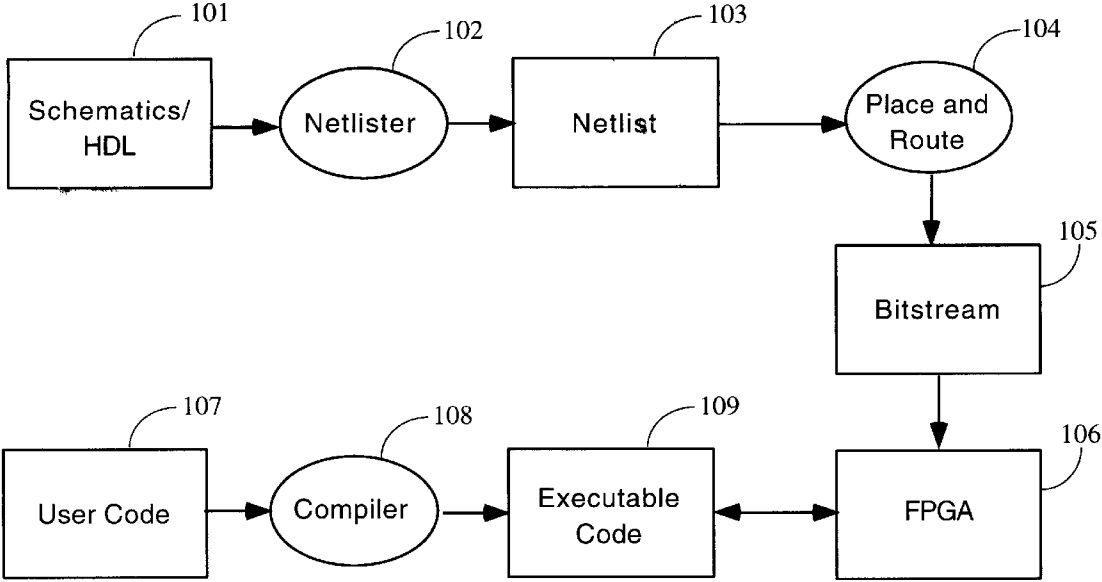 101
102
103
104
Schematics/
HDL
Netlister
Netlist
Place and
Route
105
Bitstream
107
108
109
106
User Code
Compiler
Executable
Code
FPGA